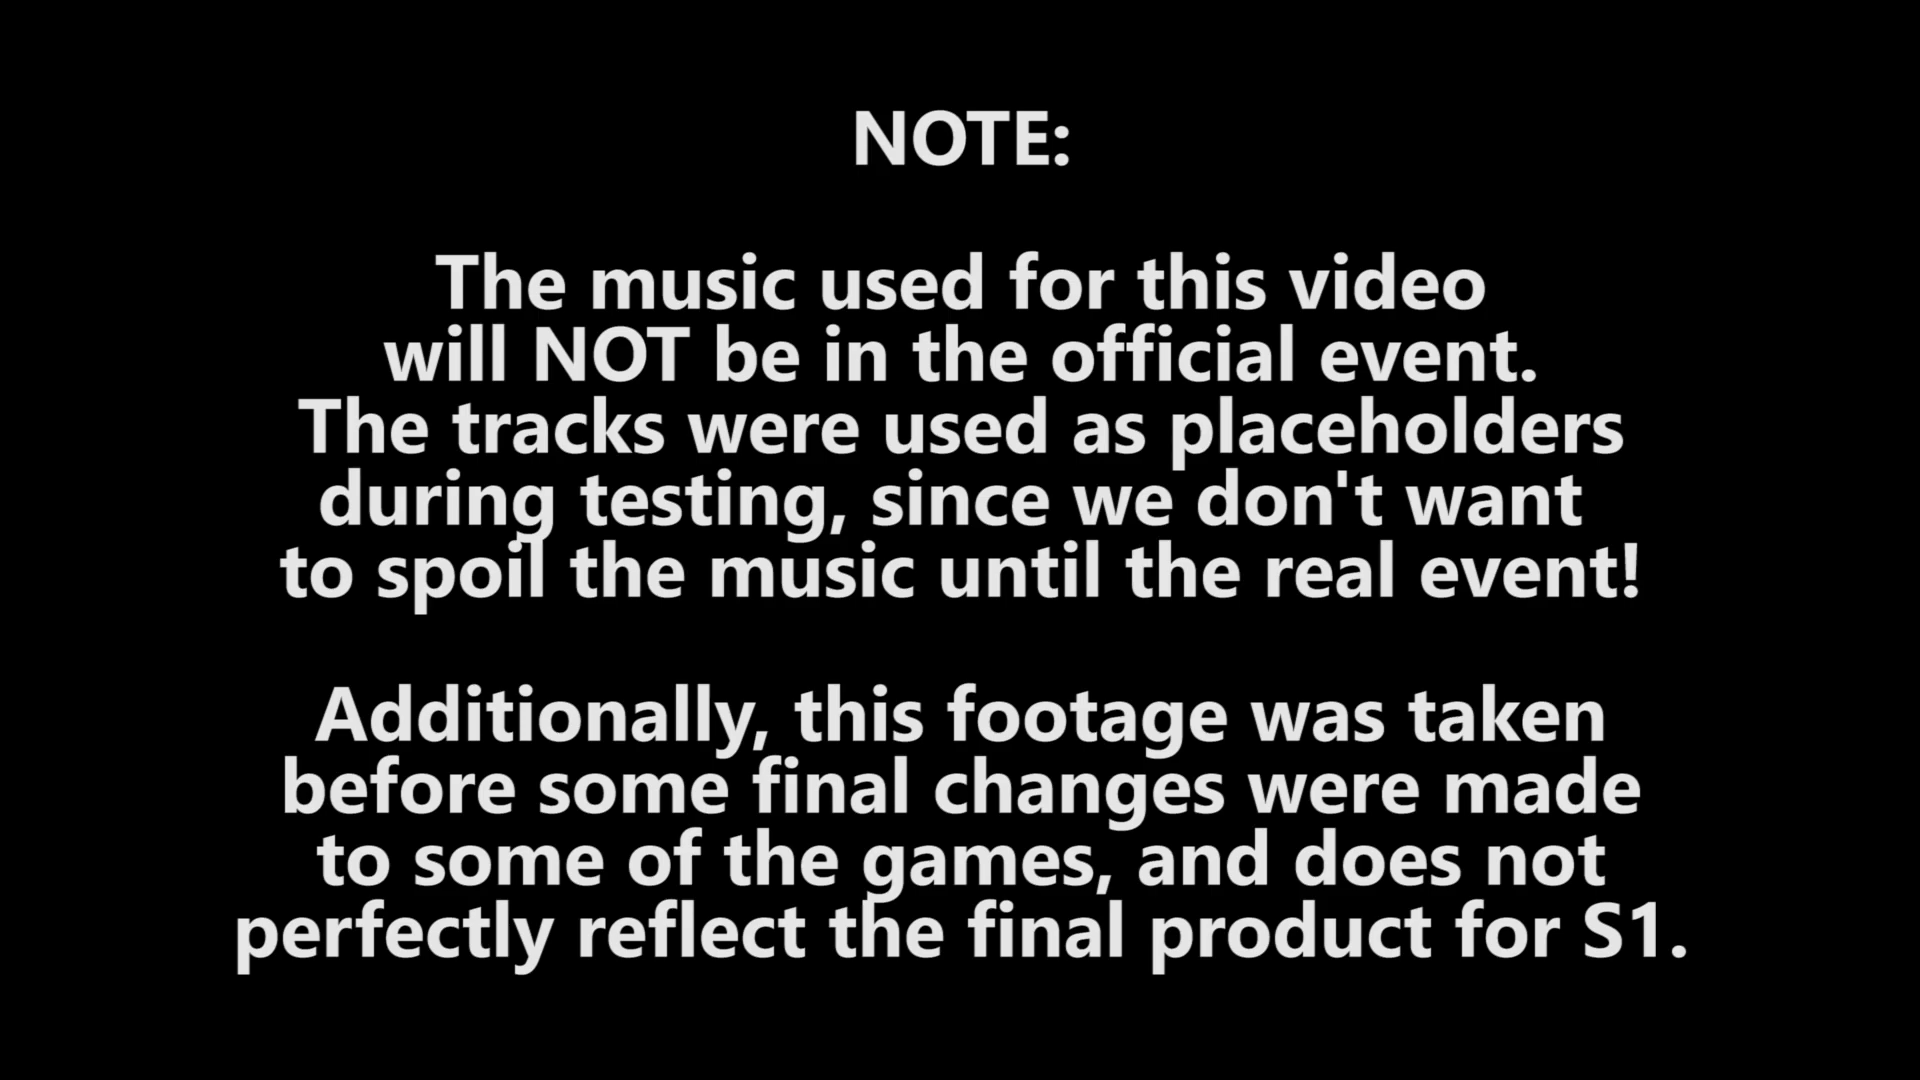 NOTE:
The music used for this video
will NOT be in the official event.
The tracks were used as placeholders
during testing, since we don't want
to spoil the music until the real event!
Additionally, this footage was taken
before some final changes were made
to some of the games, and does not
perfectly reflect the final product for S1.